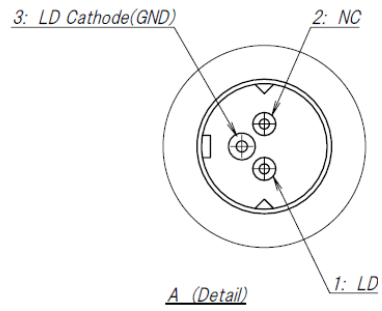 3: LD Cathode(GND)
2: NC
1: LD
A (Detail)